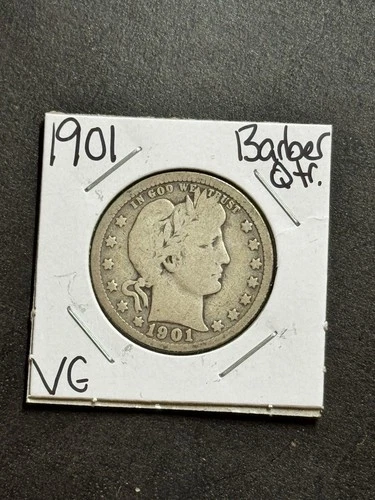 1901
Barber
Qtr.
IN GOD WE TRUST
1901
VG